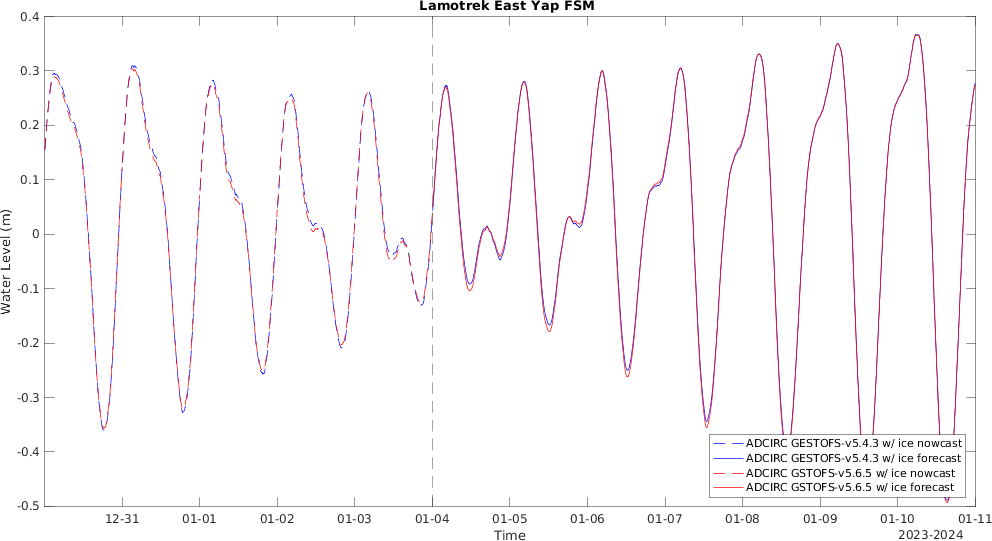 Lamotrek East Yap FSM
0.4
0.3
0.2
0.1
0
-0.1
-0.2
-0.3
-0.4
-0.5
Water Level (m)
ADCIRC GESTOFS-v5.4.3 w/ ice nowcast
ADCIRC GESTOFS-v5.4.3 w/ ice forecast
ADCIRC GSTOFS-v5.6.5 w/ ice nowcast
ADCIRC GSTOFS-v5.6.5 w/ ice forecast
12-31 01-01 01-02 01-03 01-04 01-05 01-06 01-07 01-08 01-09 01-10 01-11
Time
2023-2024